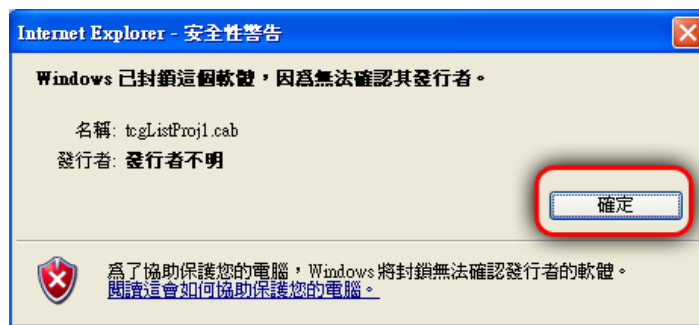 Internet Explorer - 安全性警告
Windows 已封鎖這個軟體，因為無法確認其發行者。
名稱: tcgListProj1.cab
發行者: 發行者不明
確定
為了協助保護您的電腦，Windows 將封鎖無法確認發行者的軟體。
閱讀這會如何協助保護您的電腦。